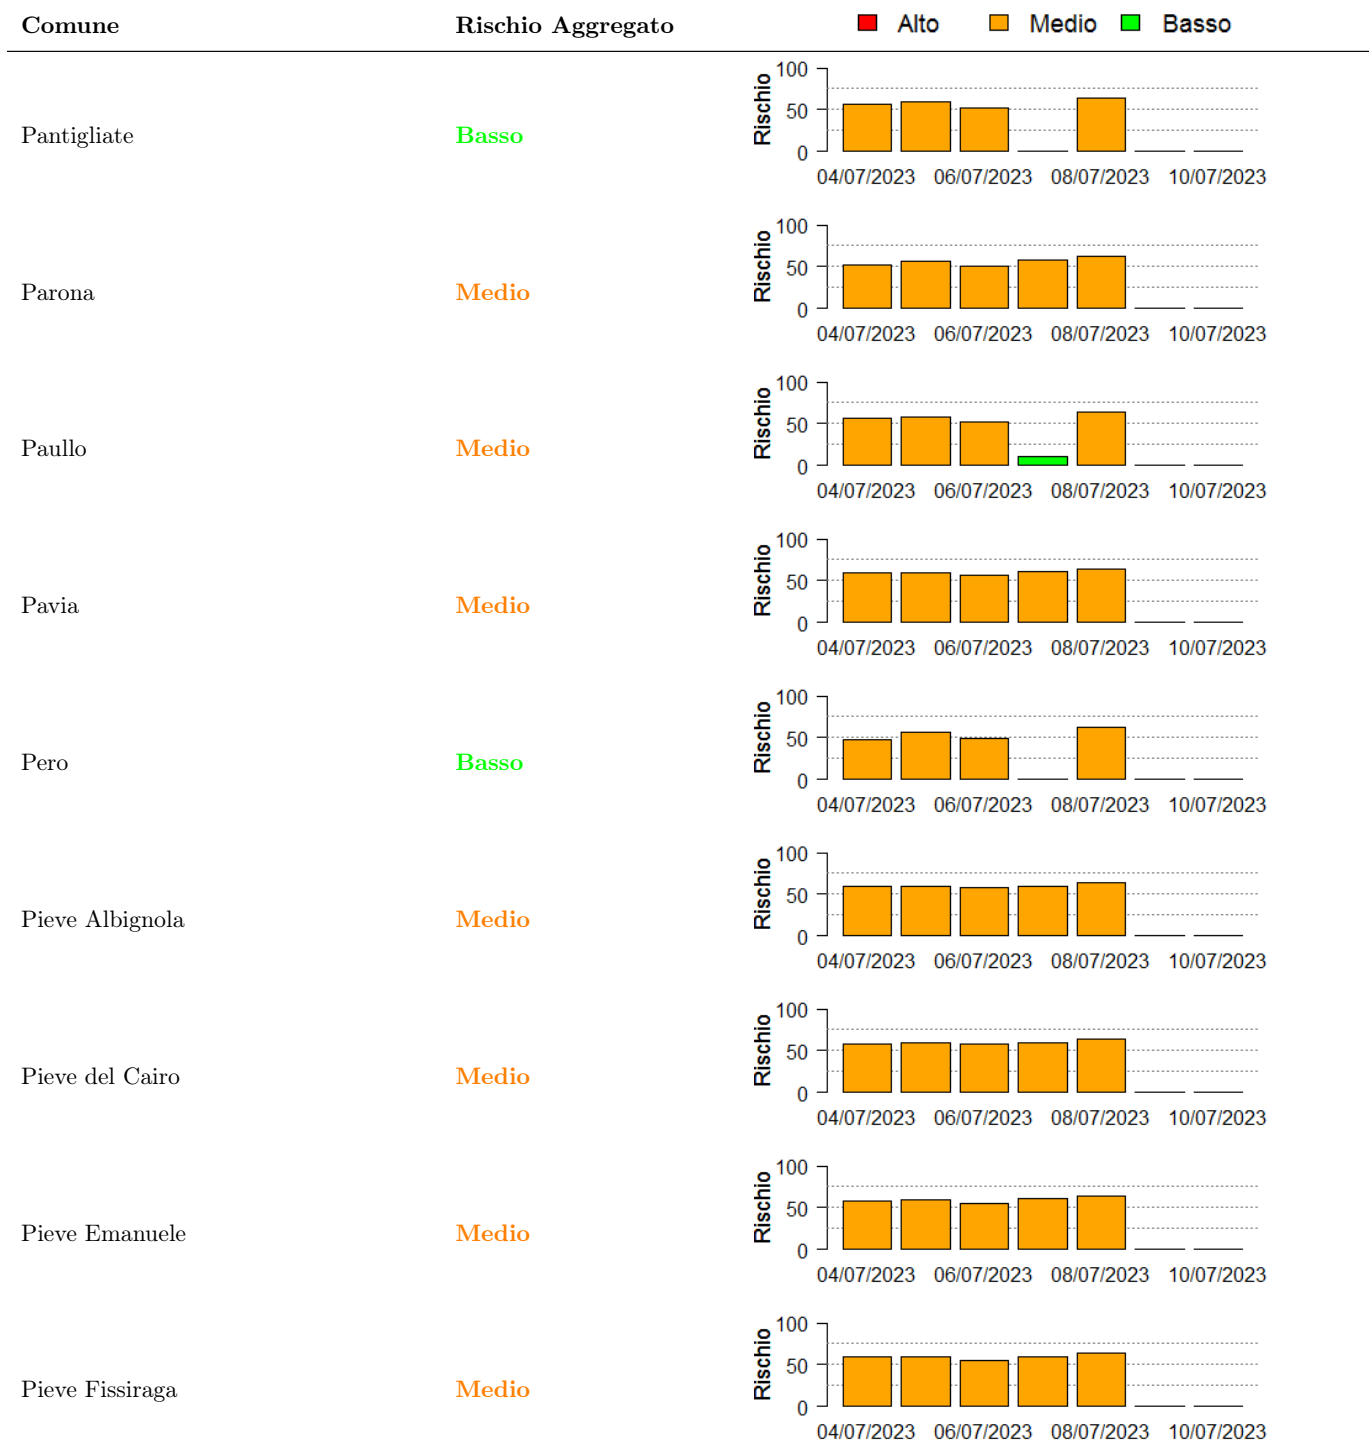 Comune Rischio Aggregato Alto Medio Basso
Pantigliate Basso Rischio 100 50 0
04/07/2023 06/07/2023 08/07/2023 10/07/2023
Parona Medio Rischio 100 50 0
04/07/2023 06/07/2023 08/07/2023 10/07/2023
Paullo Medio Rischio 100 50 0
04/07/2023 06/07/2023 08/07/2023 10/07/2023
Pavia Medio Rischio 100 50 0
04/07/2023 06/07/2023 08/07/2023 10/07/2023
Pero Basso Rischio 100 50 0
04/07/2023 06/07/2023 08/07/2023 10/07/2023
Pieve Albignola Medio Rischio 100 50 0
04/07/2023 06/07/2023 08/07/2023 10/07/2023
Pieve del Cairo Medio Rischio 100 50 0
04/07/2023 06/07/2023 08/07/2023 10/07/2023
Pieve Emanuele Medio Rischio 100 50 0
04/07/2023 06/07/2023 08/07/2023 10/07/2023
Pieve Fissiraga Medio Rischio 100 50 0
04/07/2023 06/07/2023 08/07/2023 10/07/2023